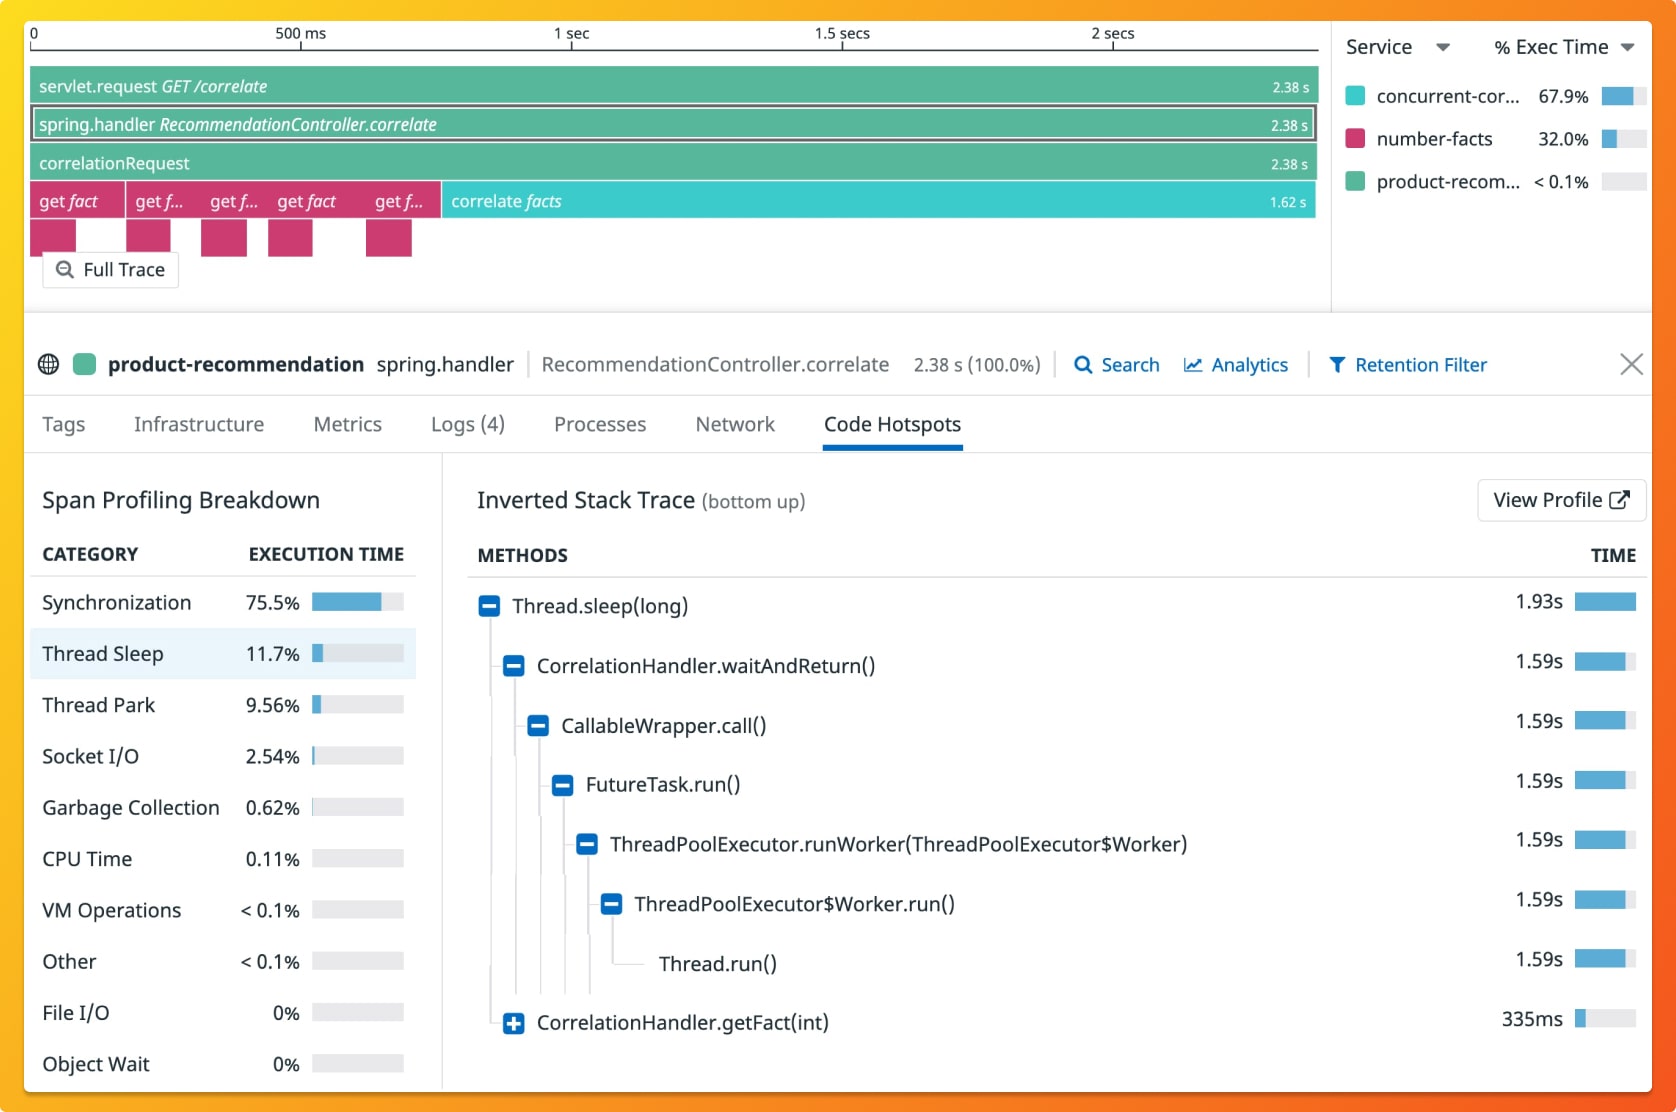 0 500 ms 1 sec 1.5 secs 2 secs
servlet.request GET /correlate 2.38 s
spring.handler RecommendationController.correlate 2.38 s
correlationRequest 2.38 s
get fact get f... get f... get fact get f... correlate facts 1.62 s
Full Trace
Service % Exec Time
concurrent-cor... 67.9%
number-facts 32.0%
product-recom... < 0.1%
product-recommendation spring.handler RecommendationController.correlate 2.38 s (100.0%) Search Analytics Retention Filter
Tags Infrastructure Metrics Logs (4) Processes Network Code Hotspots
Span Profiling Breakdown
CATEGORY EXECUTION TIME
Synchronization 75.5%
Thread Sleep 11.7%
Thread Park 9.56%
Socket I/O 2.54%
Garbage Collection 0.62%
CPU Time 0.11%
VM Operations < 0.1%
Other < 0.1%
File I/O 0%
Object Wait 0%
Inverted Stack Trace (bottom up) View Profile
METHODS TIME
Thread.sleep(long) 1.93s
CorrelationHandler.waitAndReturn() 1.59s
CallableWrapper.call() 1.59s
FutureTask.run() 1.59s
ThreadPoolExecutor.runWorker(ThreadPoolExecutor$Worker) 1.59s
ThreadPoolExecutor$Worker.run() 1.59s
Thread.run() 1.59s
CorrelationHandler.getFact(int) 335ms